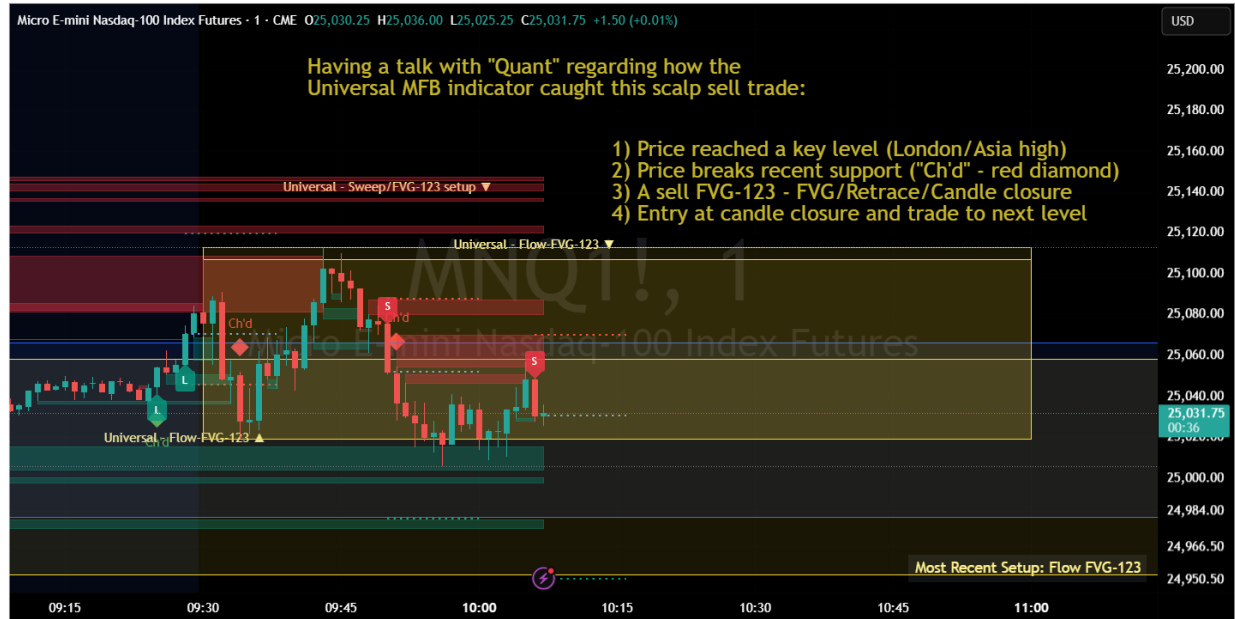 Micro E-mini Nasdaq-100 Index Futures · 1 · CME O25,030.25 H25,036.00 L25,025.25 C25,031.75 +1.50 (+0.01%)
USD
Having a talk with "Quant" regarding how the
Universal MFB indicator caught this scalp sell trade:
1) Price reached a key level (London/Asia high)
2) Price breaks recent support ("Ch'd" - red diamond)
3) A sell FVG-123 - FVG/Retrace/Candle closure
4) Entry at candle closure and trade to next level
Universal - Sweep/FVG-123 setup ▼
Universal - Flow-FVG-123 ▼
MNQ1!, 1
Micro E-mini Nasdaq-100 Index Futures
Ch'd
S
Ch'd
S
L
L
Universal - Flow-FVG-123 ▲
Ch'd
Most Recent Setup: Flow FVG-123
25,200.00
25,180.00
25,160.00
25,140.00
25,120.00
25,100.00
25,080.00
25,060.00
25,040.00
25,031.75
00:36
25,020.00
25,000.00
24,984.00
24,966.50
24,950.50
09:15
09:30
09:45
10:00
10:15
10:30
10:45
11:00